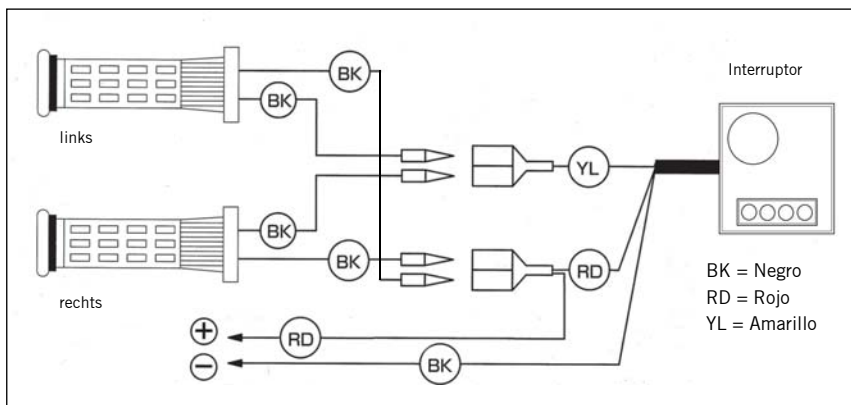 BK
BK
Interruptor
links
YL
BK
BK
RD
rechts
BK = Negro
RD = Rojo
YL = Amarillo
+
RD
−
BK